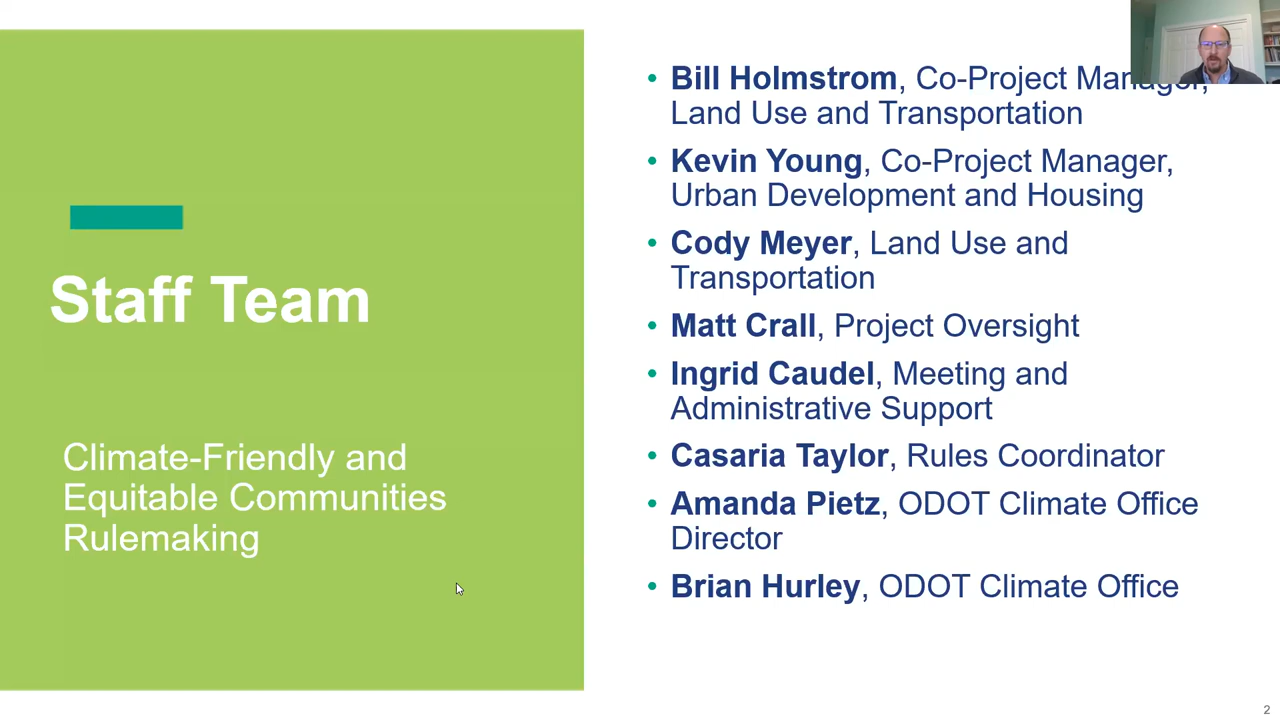 Staff Team
Climate-Friendly and
Equitable Communities
Rulemaking
• Bill Holmstrom, Co-Project Manager,
Land Use and Transportation
• Kevin Young, Co-Project Manager,
Urban Development and Housing
• Cody Meyer, Land Use and
Transportation
• Matt Crall, Project Oversight
• Ingrid Caudel, Meeting and
Administrative Support
• Casaria Taylor, Rules Coordinator
• Amanda Pietz, ODOT Climate Office
Director
• Brian Hurley, ODOT Climate Office
2